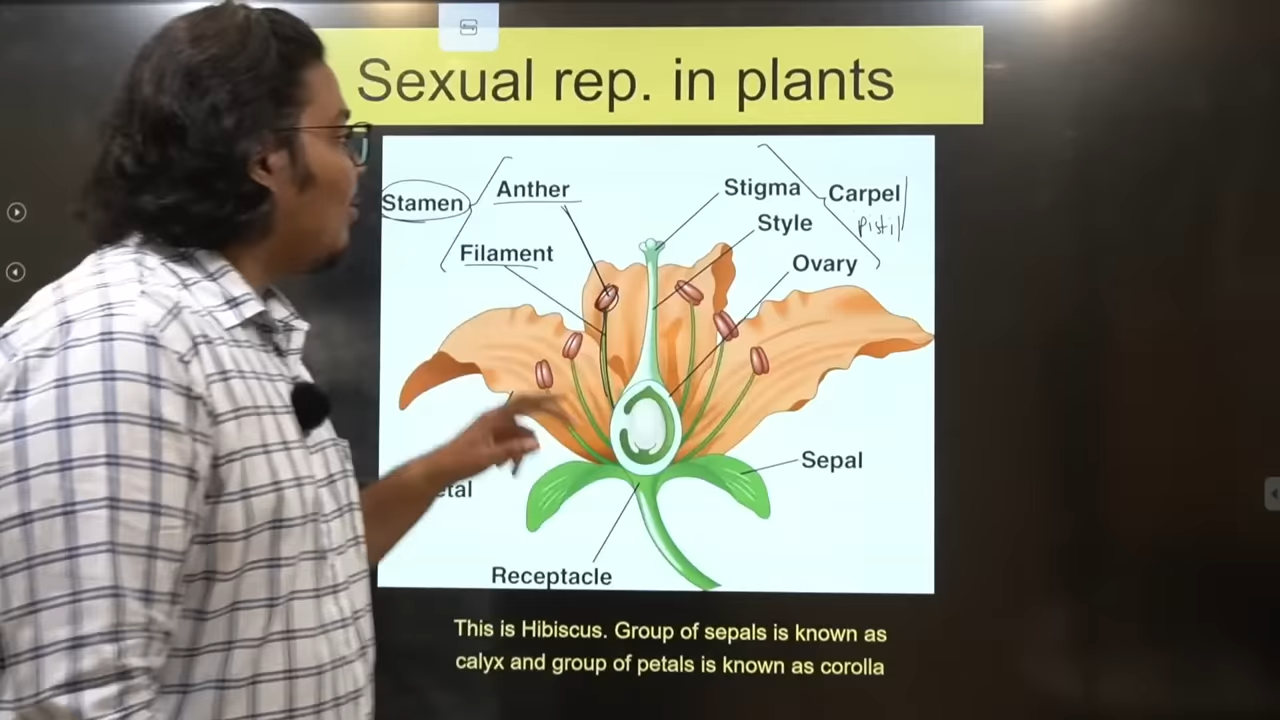 Sexual rep. in plants
Stamen
Anther
Filament
Stigma
Style
Ovary
Carpel
Pistil
Sepal
etal
Receptacle
This is Hibiscus. Group of sepals is known as
calyx and group of petals is known as corolla